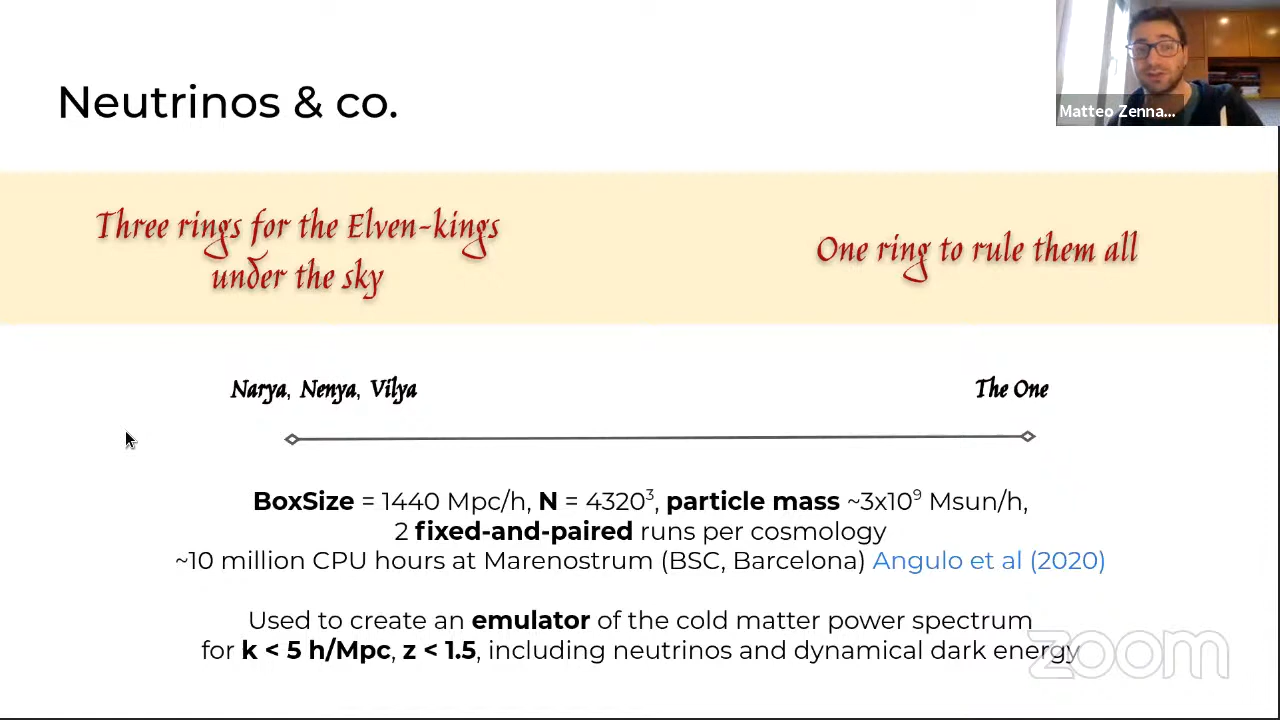 Neutrinos & co.
Matteo Zenna...
Three rings for the Elven-kings
under the sky
One ring to rule them all
Narya, Nenya, Vilya
The One
BoxSize = 1440 Mpc/h, N = 4320³, particle mass ~3x10⁹ Msun/h,
2 fixed-and-paired runs per cosmology
~10 million CPU hours at Marenostrum (BSC, Barcelona) Angulo et al (2020)
Used to create an emulator of the cold matter power spectrum
for k < 5 h/Mpc, z < 1.5, including neutrinos and dynamical dark energy
zoom